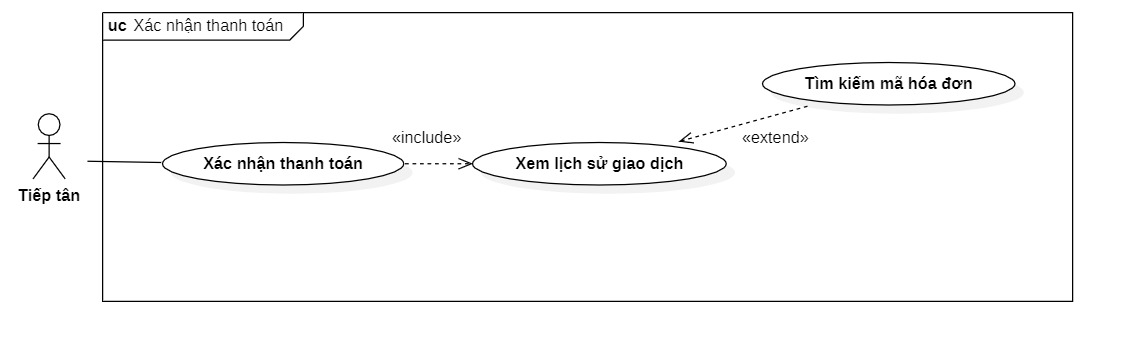 uc Xác nhận thanh toán
Tìm kiếm mã hóa đơn
«include»
«extend»
Xác nhận thanh toán
Xem lịch sử giao dịch
Tiếp tân